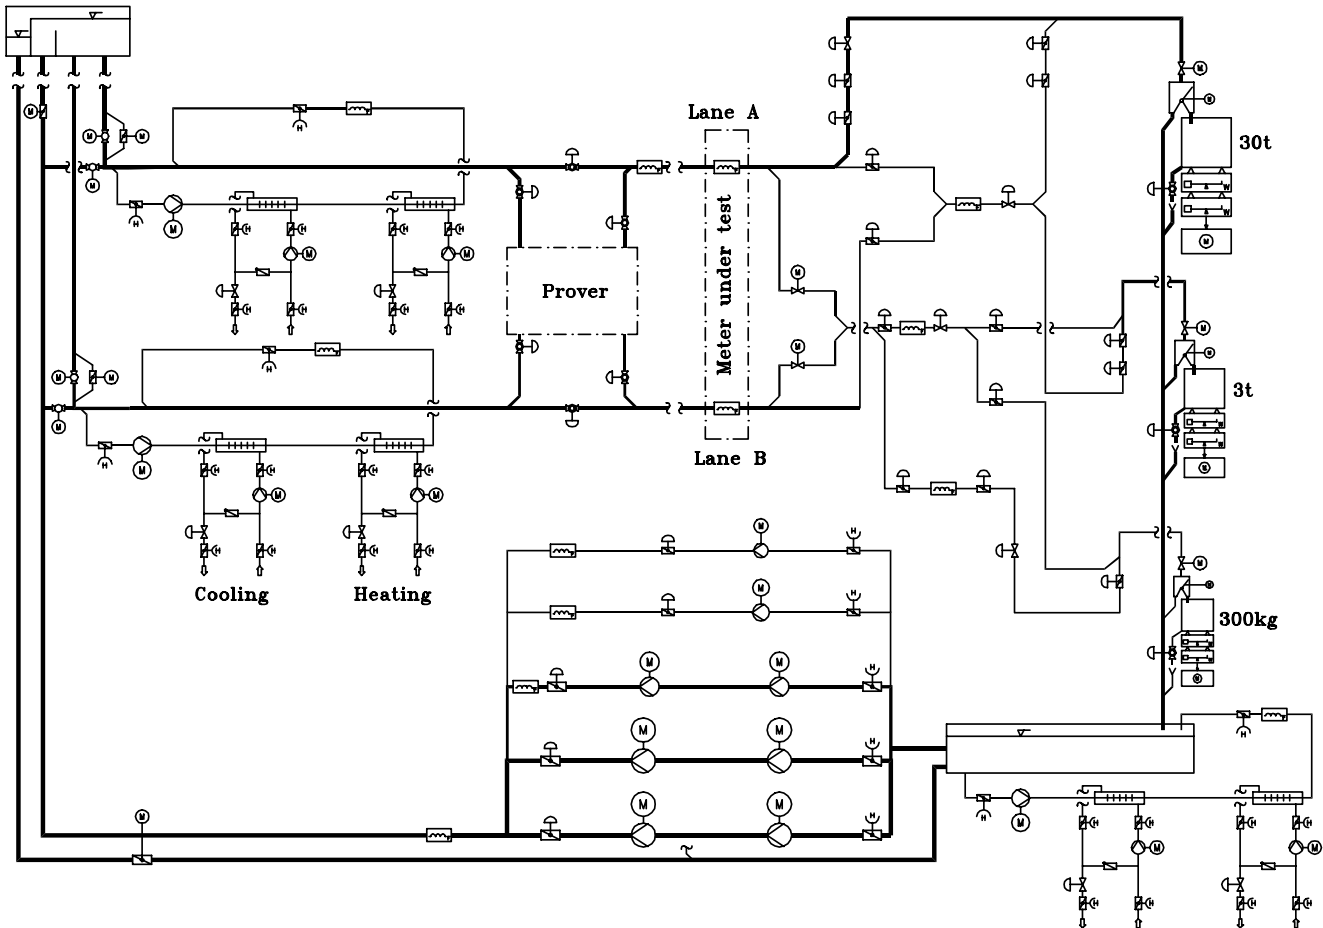 Lane A
30t
Meter under test
Prover
3t
Lane B
Cooling
Heating
300kg
M
H
W